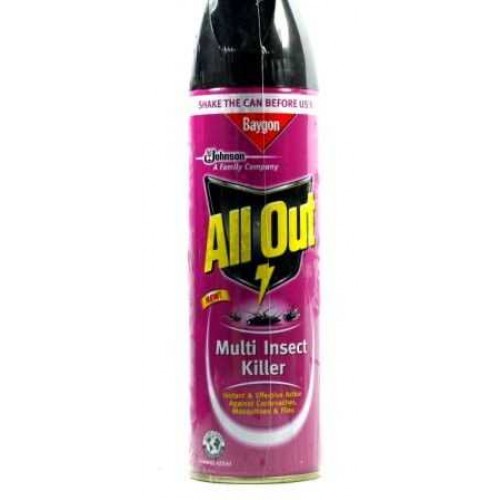 SHAKE THE CAN BEFORE US
Baygon
SC Johnson
A Family Company
All Out
NEW!
Multi Insect
Killer
Instant & Effective Action
Against Cockroaches,
Mosquitoes & Flies